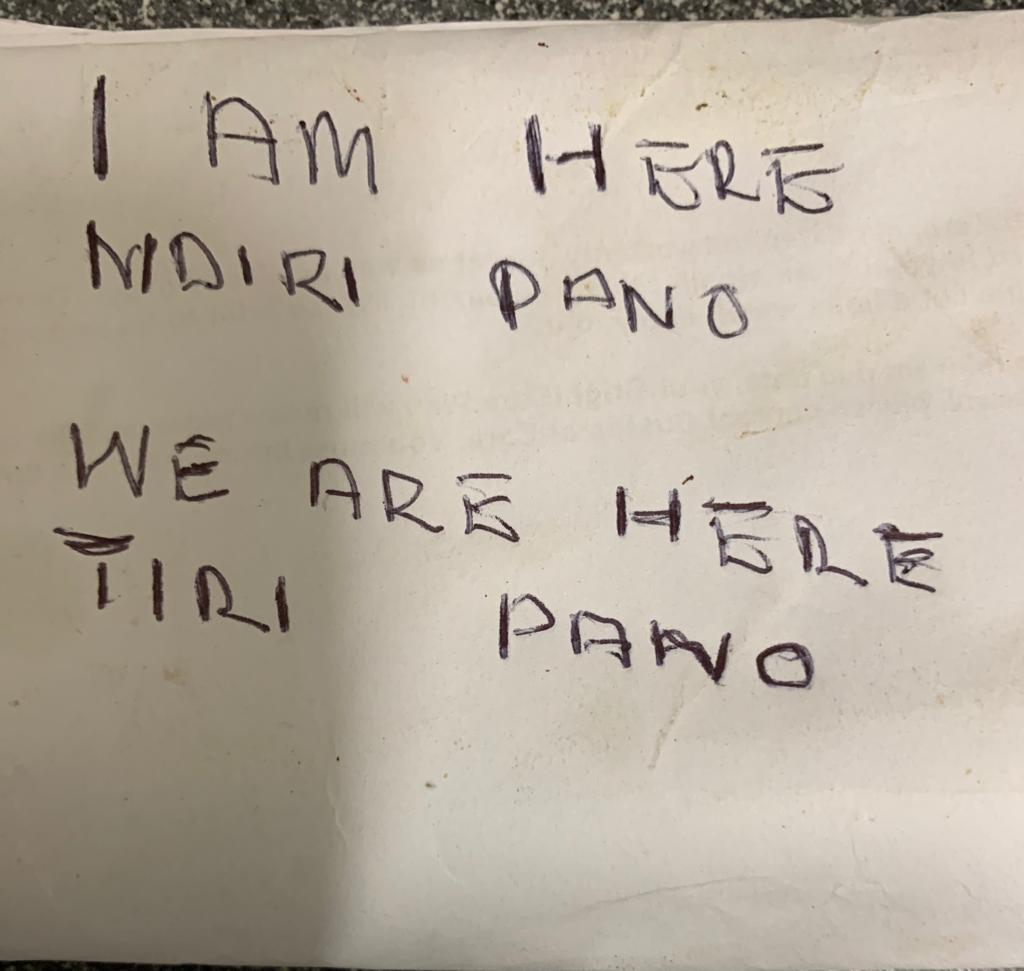 I AM HERE
NDIRI PANO
WE ARE HERE
TIRI PANO